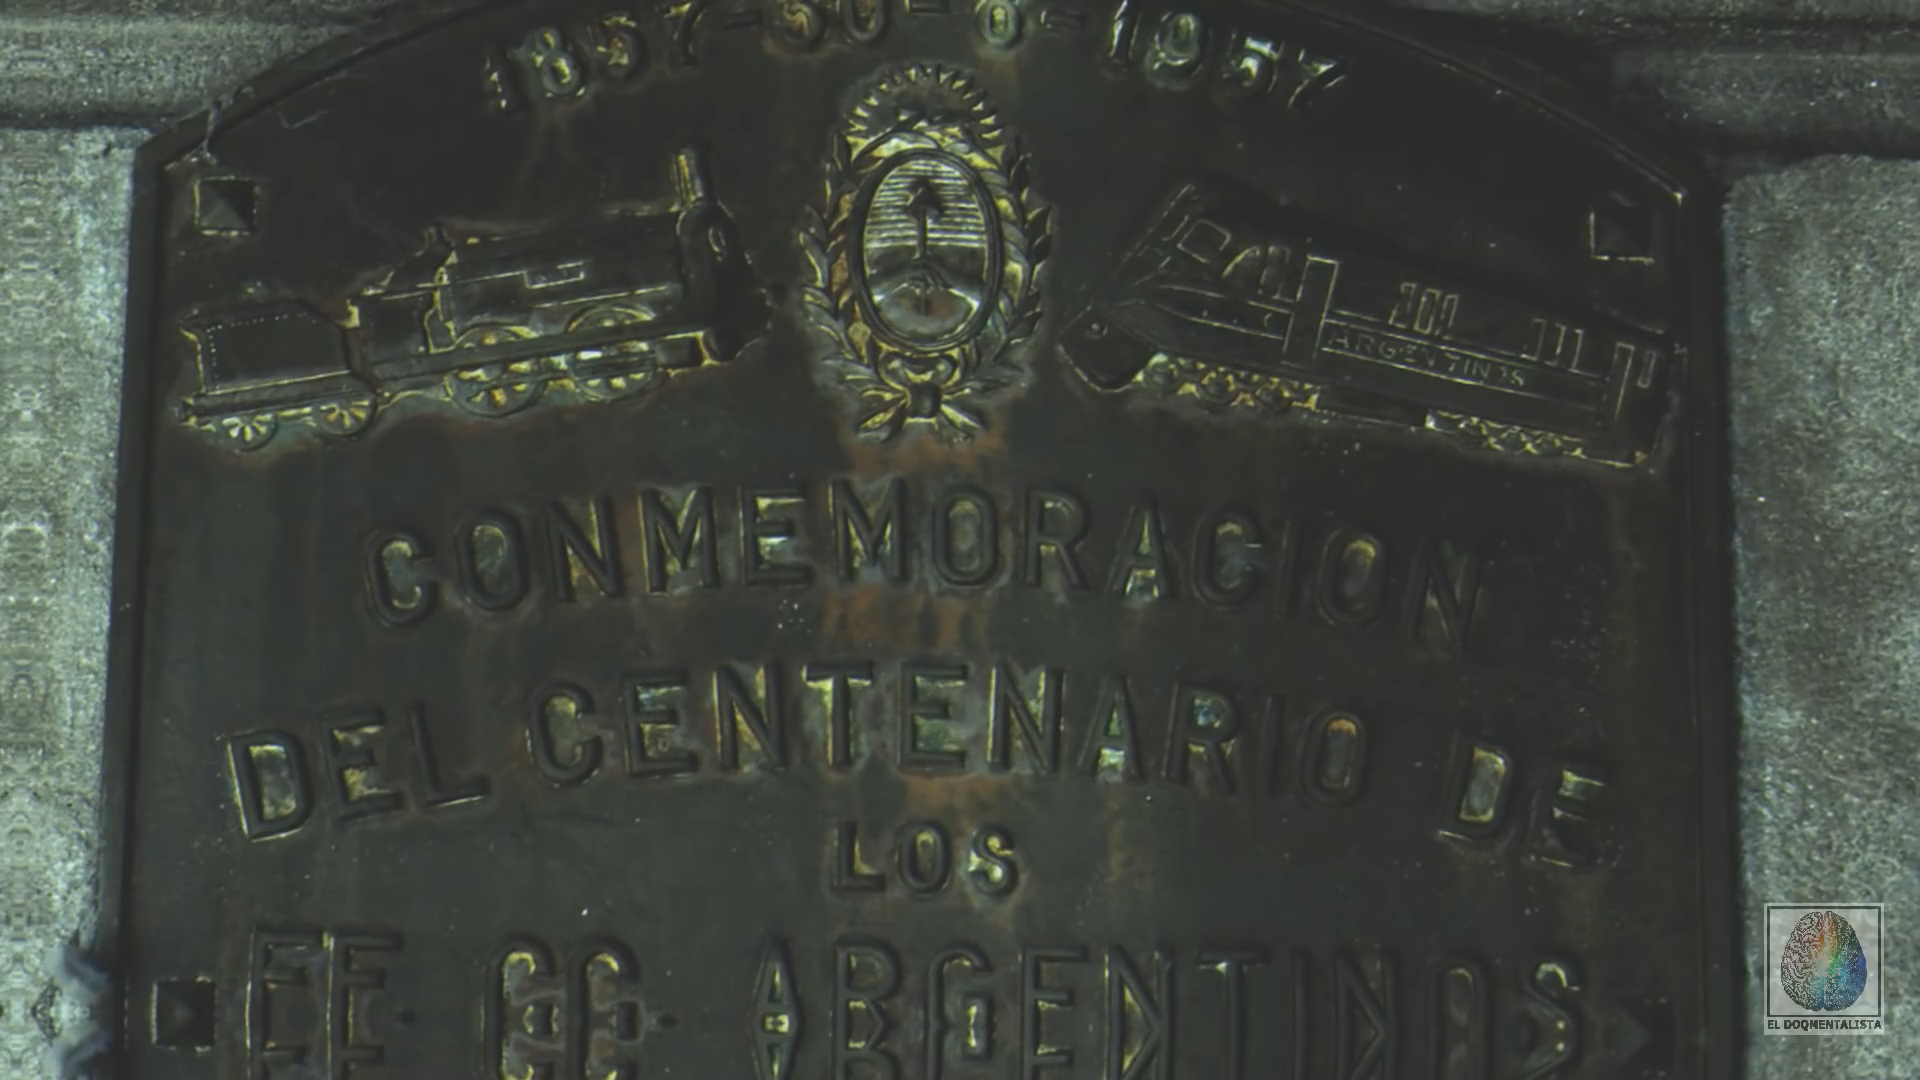 1857-30-8-1957
ARGENTINOS
CONMEMORACION
DEL CENTENARIO DE
LOS
FF. CC. ARGENTINOS
EL DOQMENTALISTA